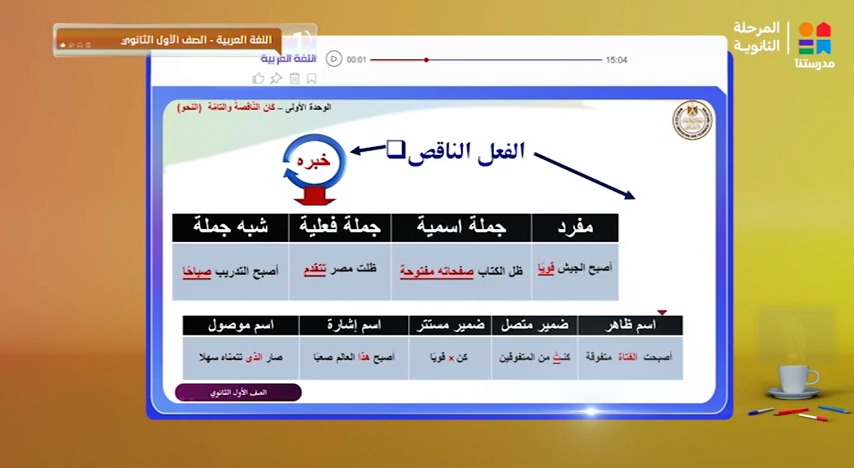 اللغة العربية - الصف الأول الثانوي
المرحلة
الثانوية
مدرستنا
اللغة العربية
00:01
15:04
الوحدة الأولى – كان الناقصة والتامة (النحو)
الفعل الناقص
خبره
مفرد جملة اسمية جملة فعلية شبه جملة
أصبح الجيش قويًا ظل الكتاب صفحاته مفتوحة ظلت مصر تتقدم أصبح التدريب صباحًا
اسم ظاهر ضمير متصل ضمير مستتر اسم إشارة اسم موصول
أصبحت الفتاة متفوقة كنتُ من المتفوقين كن × قويًا أصبح هذا العالم صعبًا صار الذى تتمناه سهلا
الصف الأول الثانوي